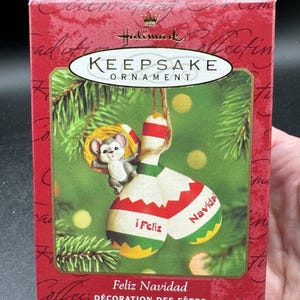 Hallmark
KEEPSAKE
ORNAMENT
¡Feliz
Navidad
Feliz Navidad
DÉCORATION DES FÊTES